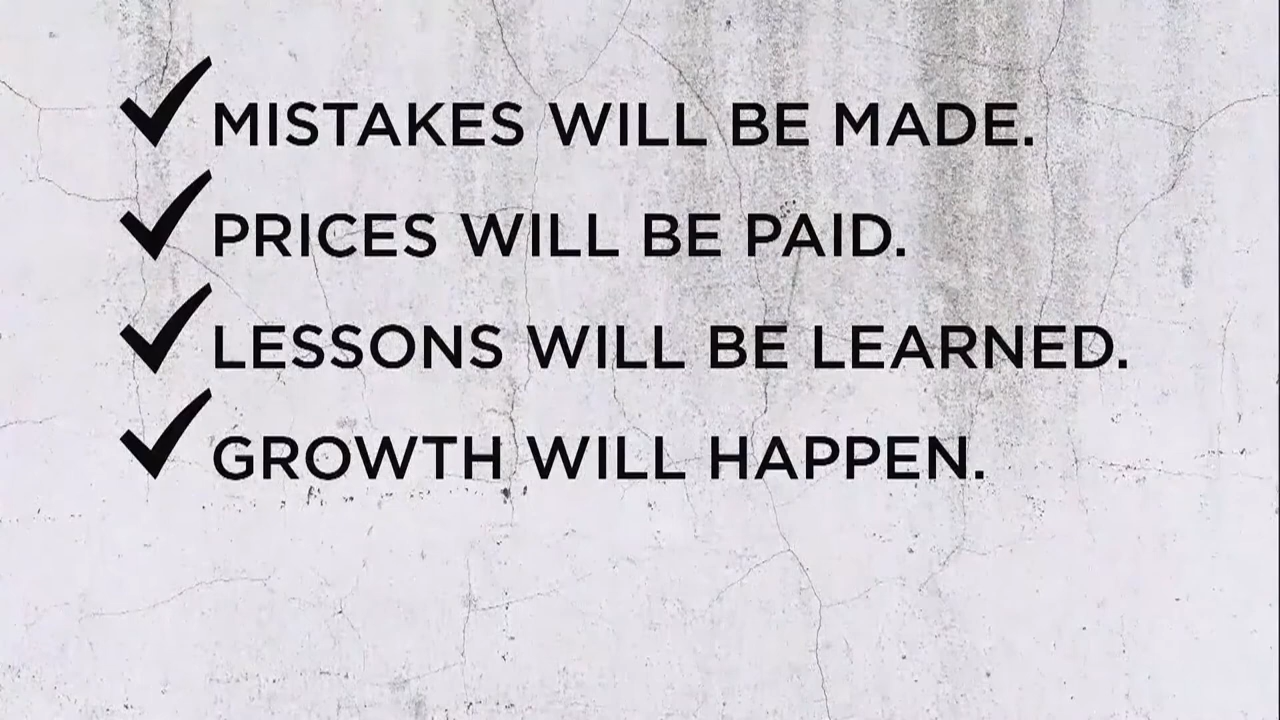 ✔ MISTAKES WILL BE MADE.
✔ PRICES WILL BE PAID.
✔ LESSONS WILL BE LEARNED.
✔ GROWTH WILL HAPPEN.